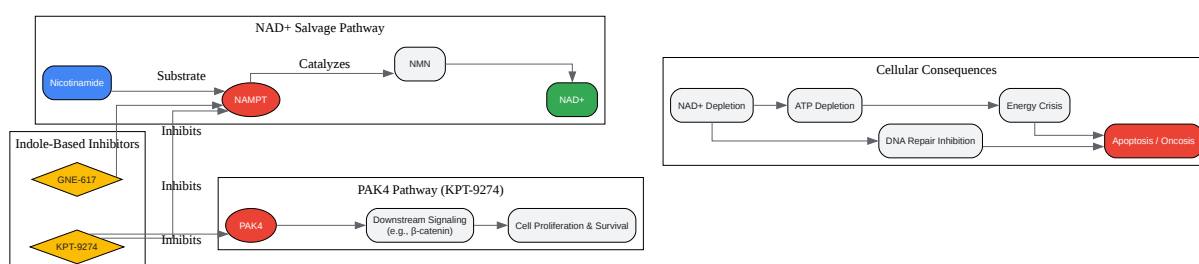 NAD+ Salvage Pathway
Nicotinamide
Substrate
NAMPT
Catalyzes
NMN
NAD+
Inhibits
Indole-Based Inhibitors
GNE-617
KPT-9274
Inhibits
Inhibits
PAK4 Pathway (KPT-9274)
PAK4
Downstream Signaling
(e.g., β-catenin)
Cell Proliferation & Survival
Cellular Consequences
NAD+ Depletion
ATP Depletion
Energy Crisis
DNA Repair Inhibition
Apoptosis / Oncosis